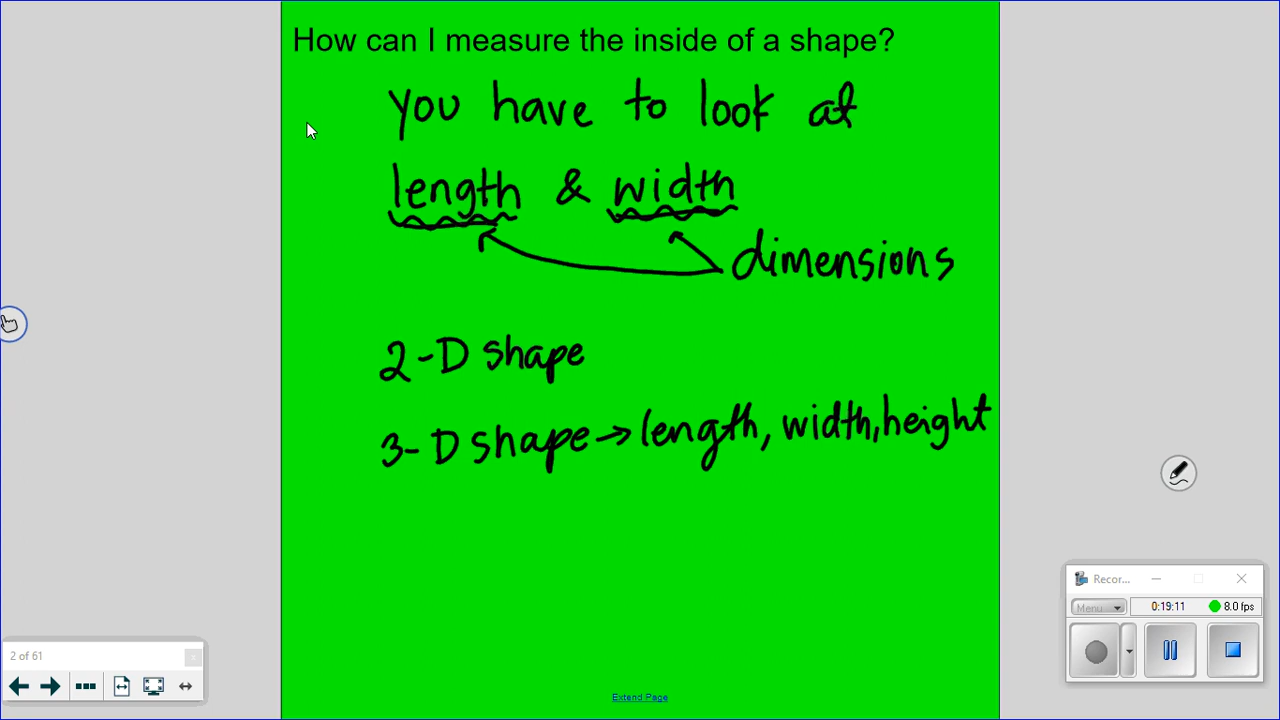 How can I measure the inside of a shape?
you have to look at
length & width
dimensions
2-D shape
3-D shape → length, width, height
Extend Page
2 of 61
Recor...
Menu
0:19:11
8.0 fps